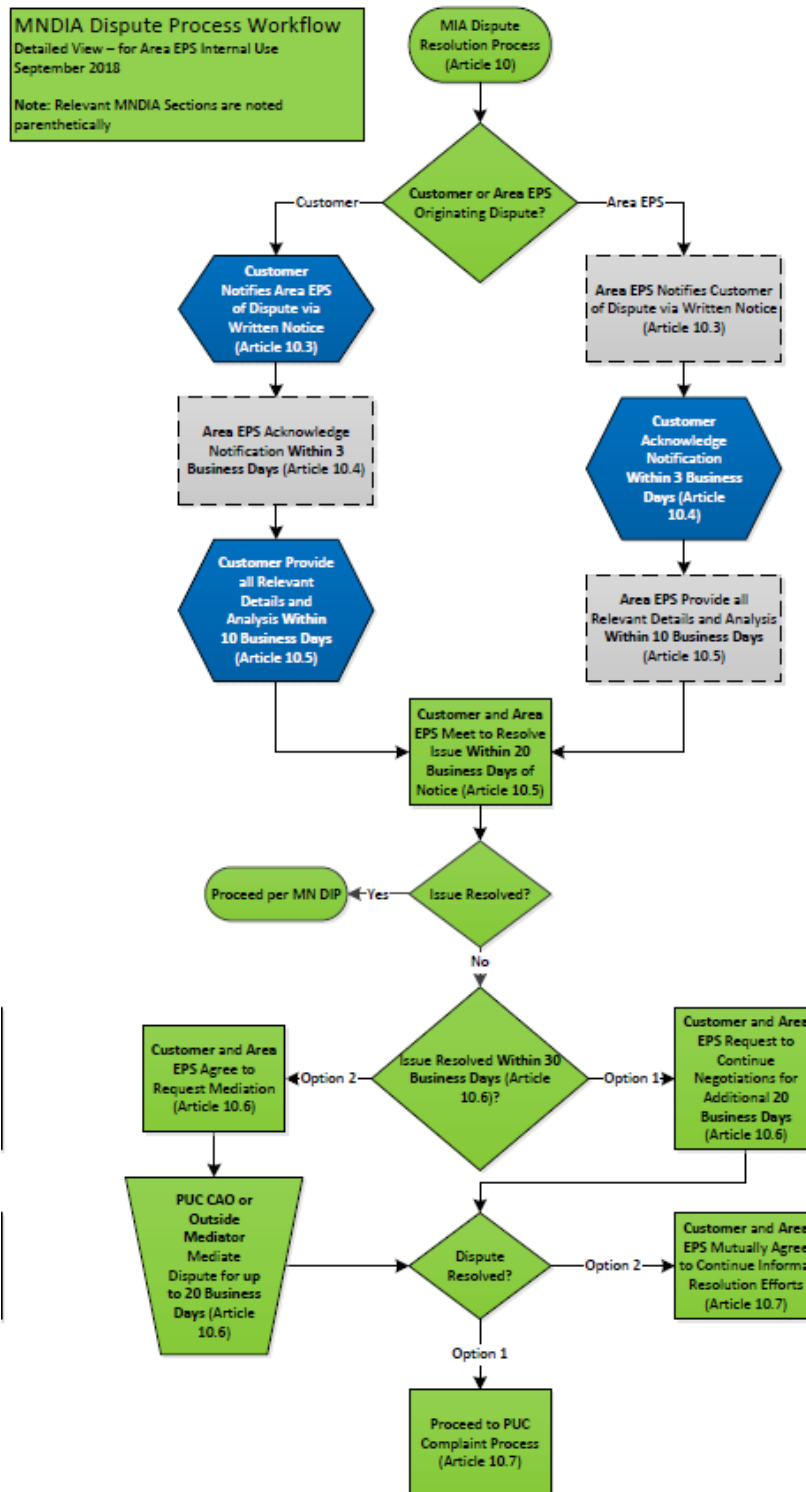 MNDIA Dispute Process Workflow
Detailed View – for Area EPS Internal Use
September 2018
Note: Relevant MNDIA Sections are noted
parenthetically
MIA Dispute
Resolution Process
(Article 10)
Customer or Area EPS
Originating Dispute?
Customer
Area EPS
Customer
Notifies Area EPS
of Dispute via
Written Notice
(Article 10.3)
Area EPS Notifies Customer
of Dispute via Written Notice
(Article 10.3)
Area EPS Acknowledge
Notification Within 3
Business Days (Article 10.4)
Customer
Acknowledge
Notification
Within 3 Business
Days (Article
10.4)
Customer Provide
all Relevant
Details and
Analysis Within
10 Business Days
(Article 10.5)
Area EPS Provide all
Relevant Details and Analysis
Within 10 Business Days
(Article 10.5)
Customer and Area
EPS Meet to Resolve
Issue Within 20
Business Days of
Notice (Article 10.5)
Issue Resolved?
Yes
Proceed per MN DIP
No
Issue Resolved Within 30
Business Days (Article
10.6)?
Option 2
Option 1
Customer and Area
EPS Agree to
Request Mediation
(Article 10.6)
Customer and Area
EPS Request to
Continue
Negotiations for
Additional 20
Business Days
(Article 10.6)
PUC CAO or
Outside
Mediator
Mediate
Dispute for up
to 20 Business
Days (Article
10.6)
Dispute
Resolved?
Option 2
Customer and Area
EPS Mutually Agree
to Continue Informa
Resolution Efforts
(Article 10.7)
Option 1
Proceed to PUC
Complaint Process
(Article 10.7)